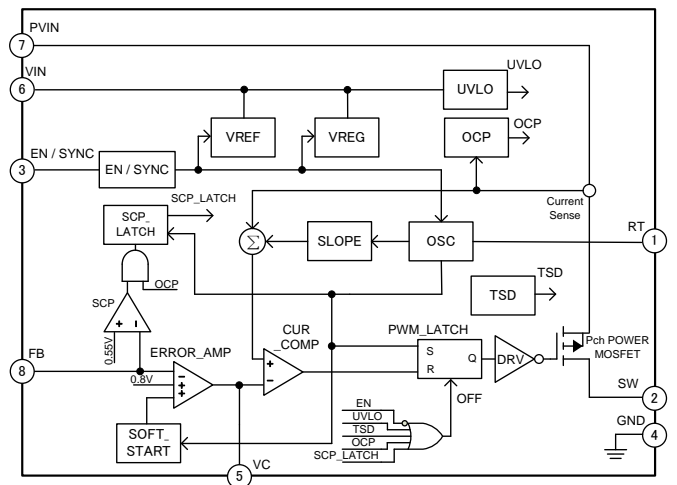 PVIN
7
VIN
6
UVLO
UVLO
OCP
OCP
VREF
VREG
EN / SYNC
3
EN / SYNC
SCP_LATCH
SCP_
LATCH
Current
Sense
RT
1
Σ
SLOPE
OSC
OCP
TSD
TSD
SCP
+ −
0.55V
CUR
_COMP
PWM_LATCH
Pch POWER
MOSFET
FB
8
ERROR_AMP
0.8V
−
+
+
+
−
S
R
Q
DRV
SW
2
OFF
EN
UVLO
TSD
OCP
SCP_LATCH
GND
4
SOFT_
START
VC
5